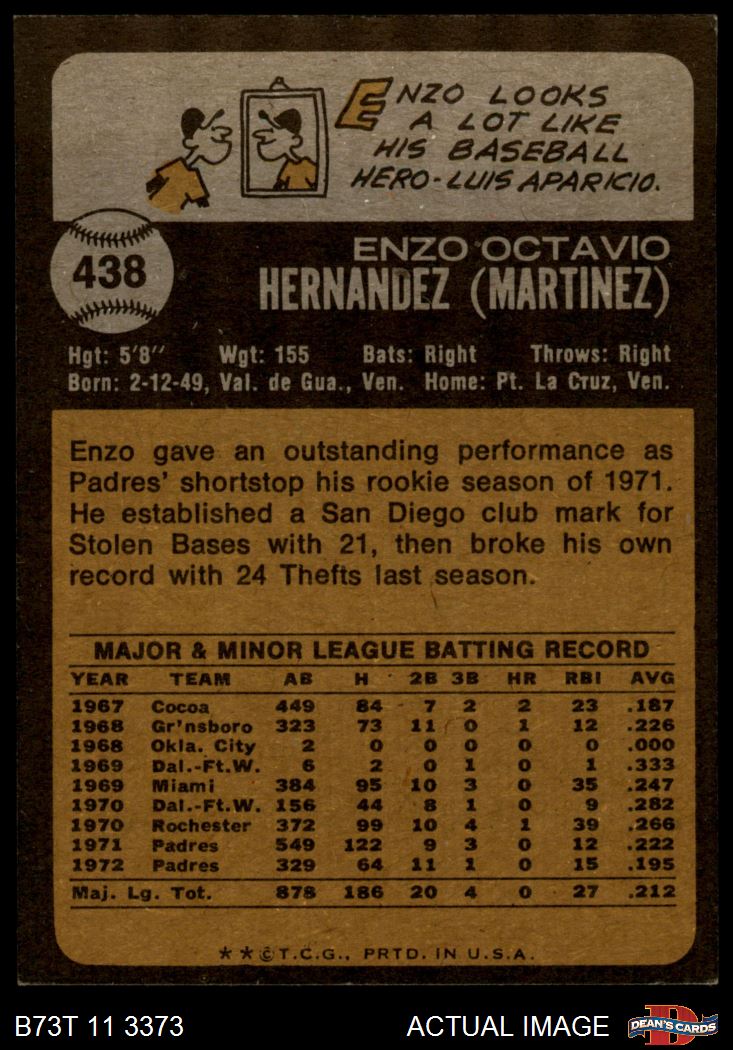 ENZO LOOKS
A LOT LIKE
HIS BASEBALL
HERO-LUIS APARICIO.
438
ENZO OCTAVIO
HERNANDEZ (MARTINEZ)
Hgt: 5'8" Wgt: 155 Bats: Right Throws: Right
Born: 2-12-49, Val. de Gua., Ven. Home: Pt. La Cruz, Ven.
Enzo gave an outstanding performance as
Padres' shortstop his rookie season of 1971.
He established a San Diego club mark for
Stolen Bases with 21, then broke his own
record with 24 Thefts last season.
MAJOR & MINOR LEAGUE BATTING RECORD
YEAR TEAM AB H 2B 3B HR RBI AVG
1967 Cocoa 449 84 7 2 2 23 .187
1968 Gr'nsboro 323 73 11 0 1 12 .226
1968 Okla. City 2 0 0 0 0 0 .000
1969 Dal.-Ft.W. 6 2 0 1 0 1 .333
1969 Miami 384 95 10 3 0 35 .247
1970 Dal.-Ft.W. 156 44 8 1 0 9 .282
1970 Rochester 372 99 10 4 1 39 .266
1971 Padres 549 122 9 3 0 12 .222
1972 Padres 329 64 11 1 0 15 .195
Maj. Lg. Tot. 878 186 20 4 0 27 .212
**©T.C.G., PRTD. IN U.S.A.
B73T 11 3373 ACTUAL IMAGE D DEAN'S CARDS